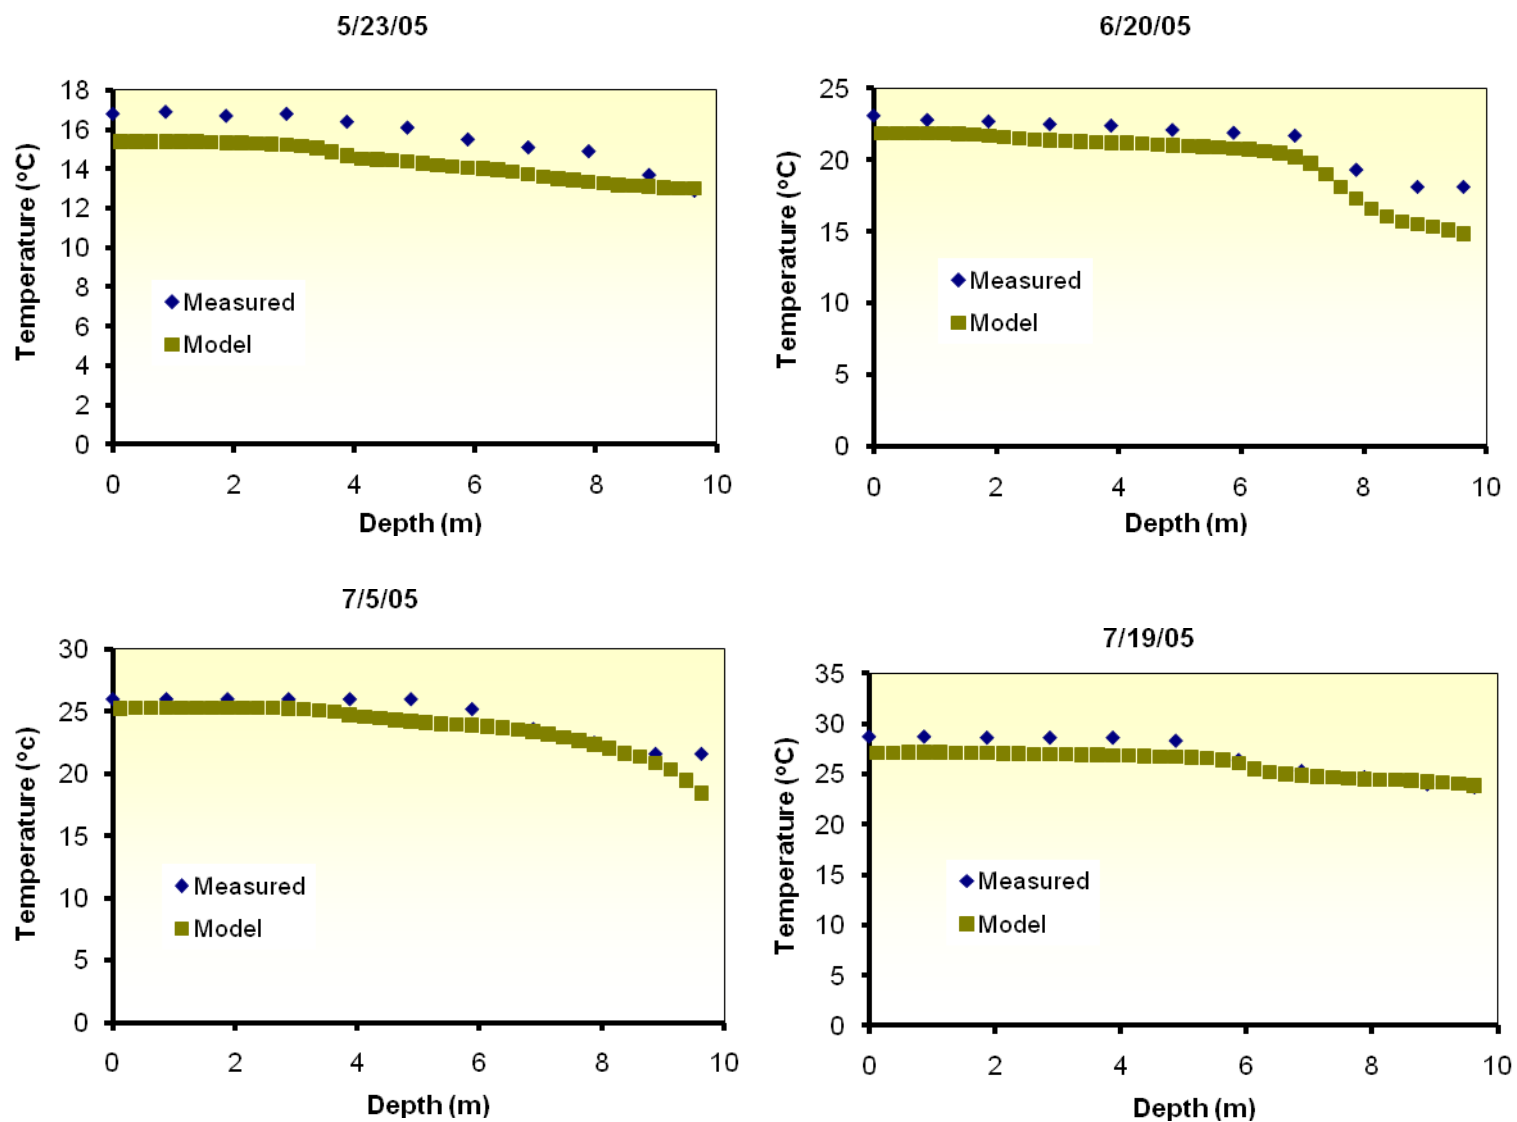 5/23/05
18
16
14
12
10
8
6
4
2
0
Temperature (ºC)
Measured
Model
0 2 4 6 8 10
Depth (m)
6/20/05
25
20
15
10
5
0
Temperature (ºC)
Measured
Model
0 2 4 6 8 10
Depth (m)
7/5/05
30
25
20
15
10
5
0
Temperature (ºc)
Measured
Model
0 2 4 6 8 10
Depth (m)
7/19/05
35
30
25
20
15
10
5
0
Temperature (ºC)
Measured
Model
0 2 4 6 8 10
Depth (m)